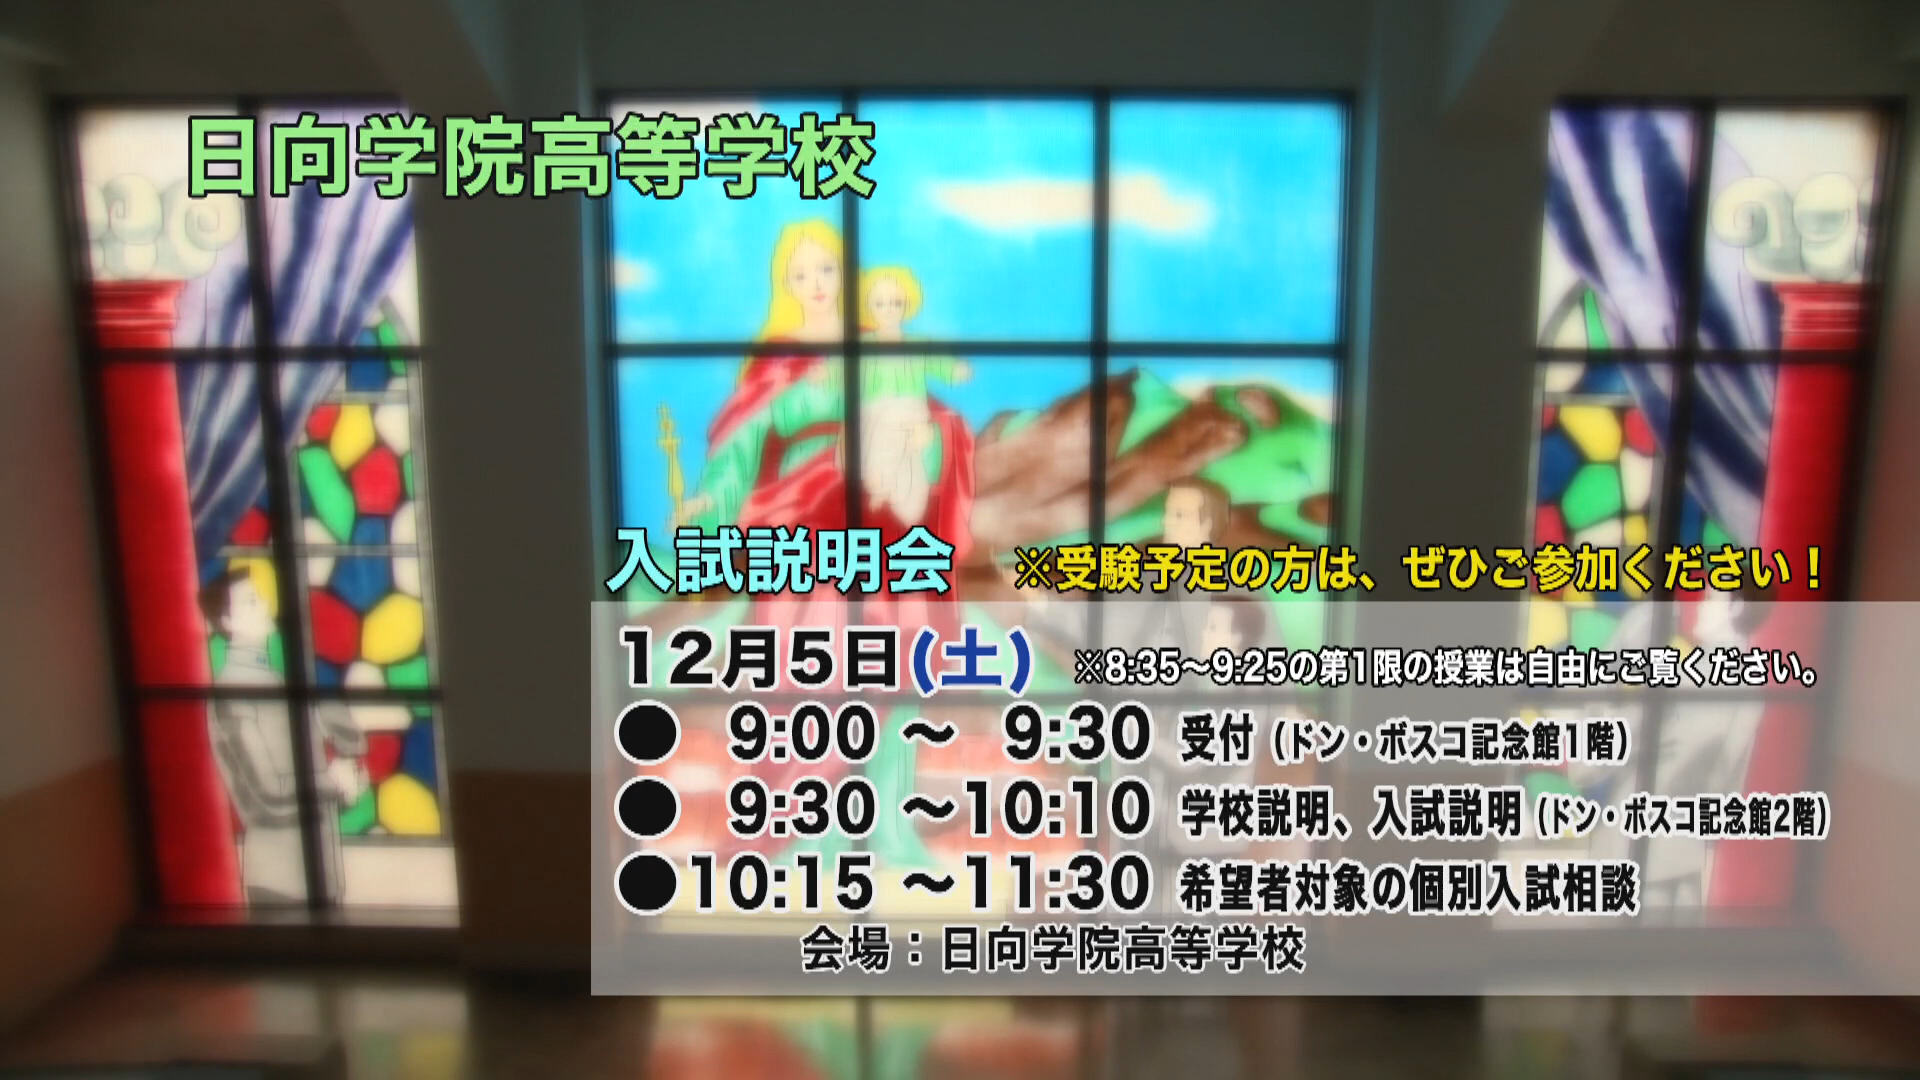 日向学院高等学校
入試説明会 ※受験予定の方は、ぜひご参加ください！
12月5日(土) ※8:35～9:25の第1限の授業は自由にご覧ください。
● 9:00 ～ 9:30 受付（ドン・ボスコ記念館1階）
● 9:30 ～10:10 学校説明、入試説明（ドン・ボスコ記念館2階）
●10:15 ～11:30 希望者対象の個別入試相談
会場：日向学院高等学校